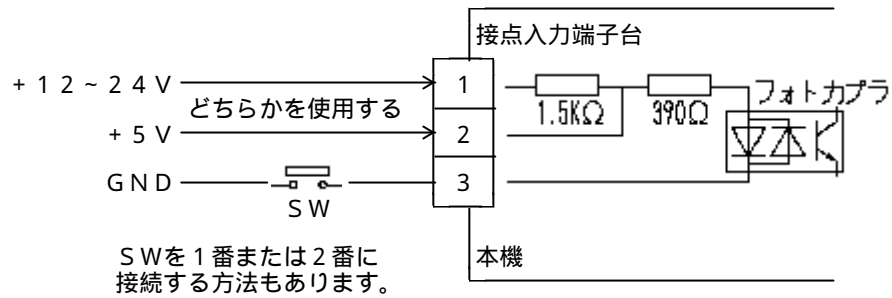 接点入力端子台
+12~24V
1
どちらかを使用する
1.5KΩ
390Ω
フォトカプラ
+5V
2
GND
3
SW
SWを1番または2番に
接続する方法もあります。
本機